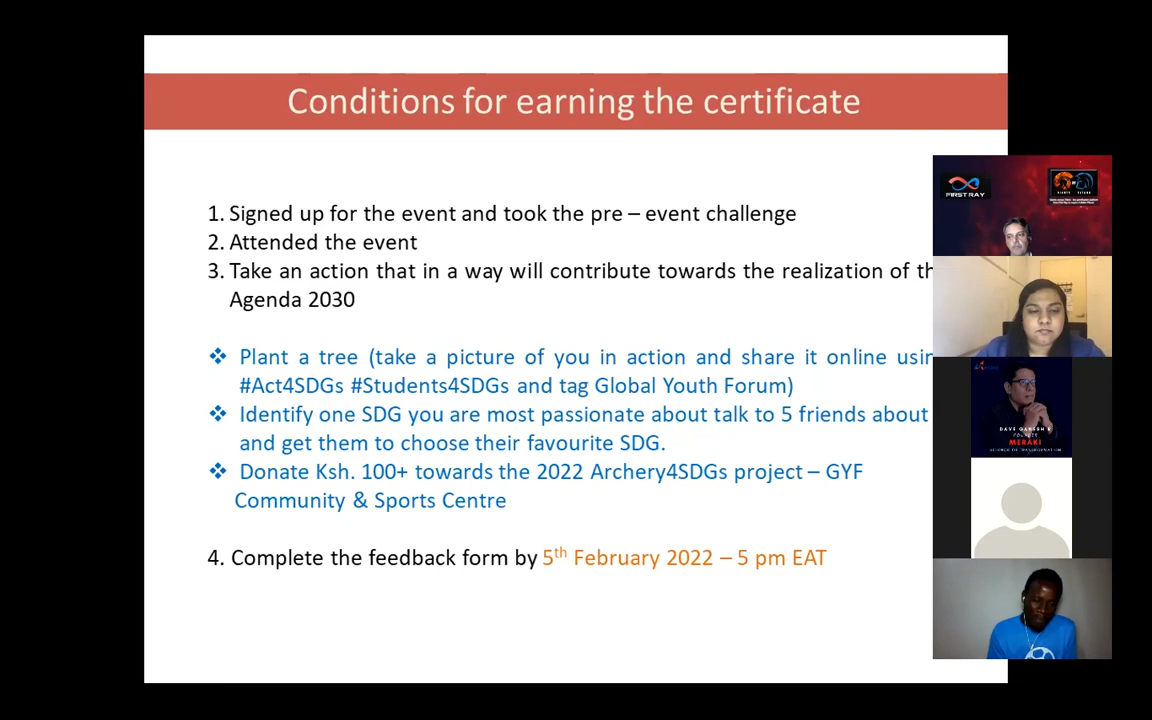 Conditions for earning the certificate
1. Signed up for the event and took the pre – event challenge
2. Attended the event
3. Take an action that in a way will contribute towards the realization of th
Agenda 2030
❖ Plant a tree (take a picture of you in action and share it online usin
#Act4SDGs #Students4SDGs and tag Global Youth Forum)
❖ Identify one SDG you are most passionate about talk to 5 friends about
and get them to choose their favourite SDG.
❖ Donate Ksh. 100+ towards the 2022 Archery4SDGs project – GYF
Community & Sports Centre
4. Complete the feedback form by 5th February 2022 – 5 pm EAT
FIRST RAY
FOUNDER
MERAKI
SCIENCE OF TRANSFORMATION